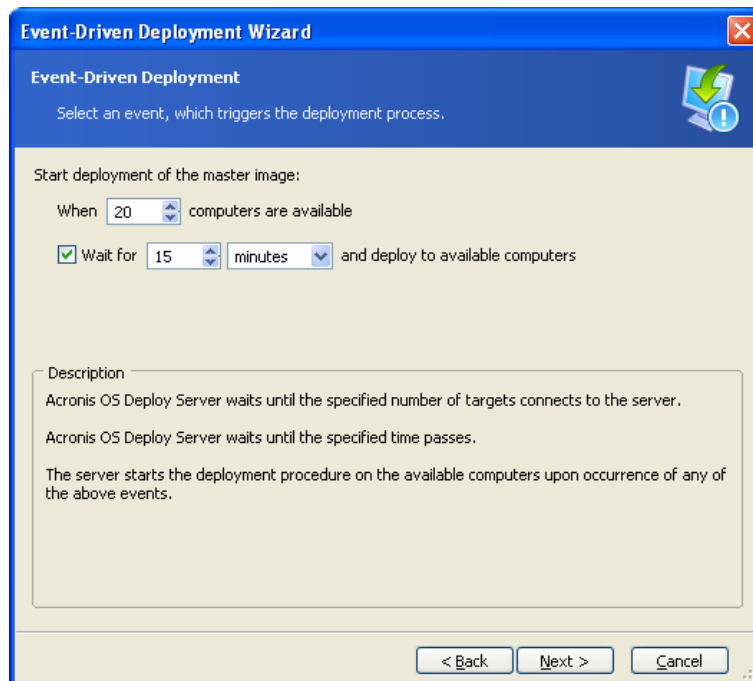 Event-Driven Deployment Wizard
Event-Driven Deployment
Select an event, which triggers the deployment process.
Start deployment of the master image:
When 20 computers are available
Wait for 15 minutes and deploy to available computers
Description
Acronis OS Deploy Server waits until the specified number of targets connects to the server.
Acronis OS Deploy Server waits until the specified time passes.
The server starts the deployment procedure on the available computers upon occurrence of any of
the above events.
< Back Next > Cancel